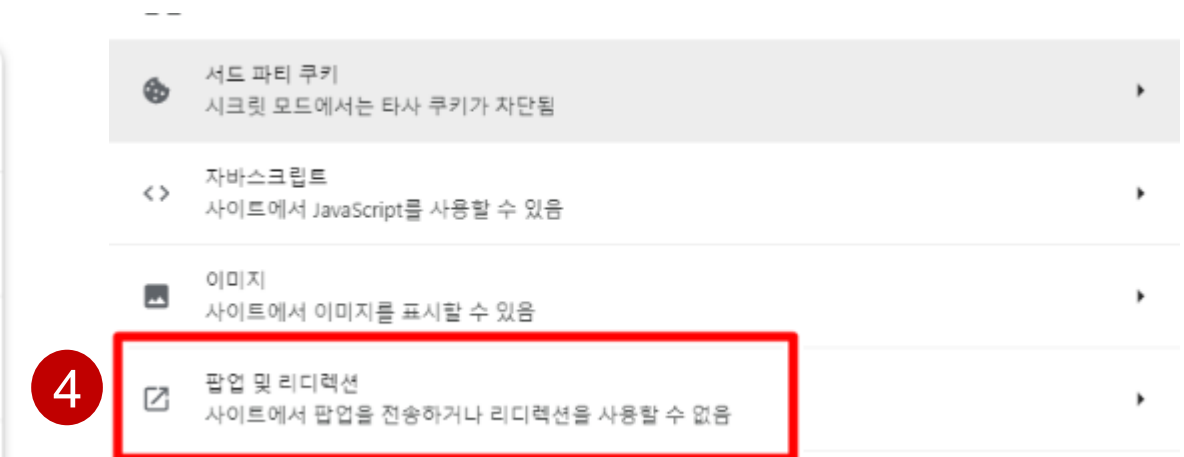 서드 파티 쿠키
시크릿 모드에서는 타사 쿠키가 차단됨
자바스크립트
사이트에서 JavaScript를 사용할 수 있음
이미지
사이트에서 이미지를 표시할 수 있음
4
팝업 및 리디렉션
사이트에서 팝업을 전송하거나 리디렉션을 사용할 수 없음